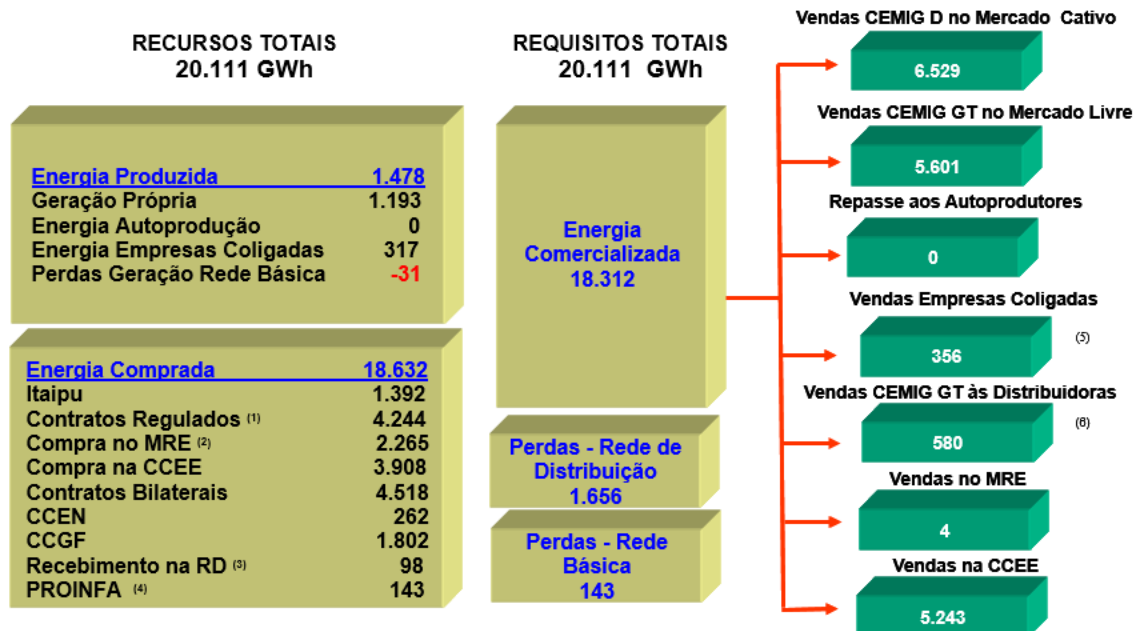 RECURSOS TOTAIS
20.111 GWh
Energia Produzida 1.478
Geração Própria 1.193
Energia Autoprodução 0
Energia Empresas Coligadas 317
Perdas Geração Rede Básica -31
Energia Comprada 18.632
Itaipu 1.392
Contratos Regulados (1) 4.244
Compra no MRE (2) 2.265
Compra na CCEE 3.908
Contratos Bilaterais 4.518
CCEN 262
CCGF 1.802
Recebimento na RD (3) 98
PROINFA (4) 143
REQUISITOS TOTAIS
20.111 GWh
Energia
Comercializada
18.312
Perdas - Rede de
Distribuição
1.656
Perdas - Rede
Básica
143
Vendas CEMIG D no Mercado Cativo
6.529
Vendas CEMIG GT no Mercado Livre
5.601
Repasse aos Autoprodutores
0
Vendas Empresas Coligadas
356 (5)
Vendas CEMIG GT às Distribuidoras
580 (6)
Vendas no MRE
4
Vendas na CCEE
5.243